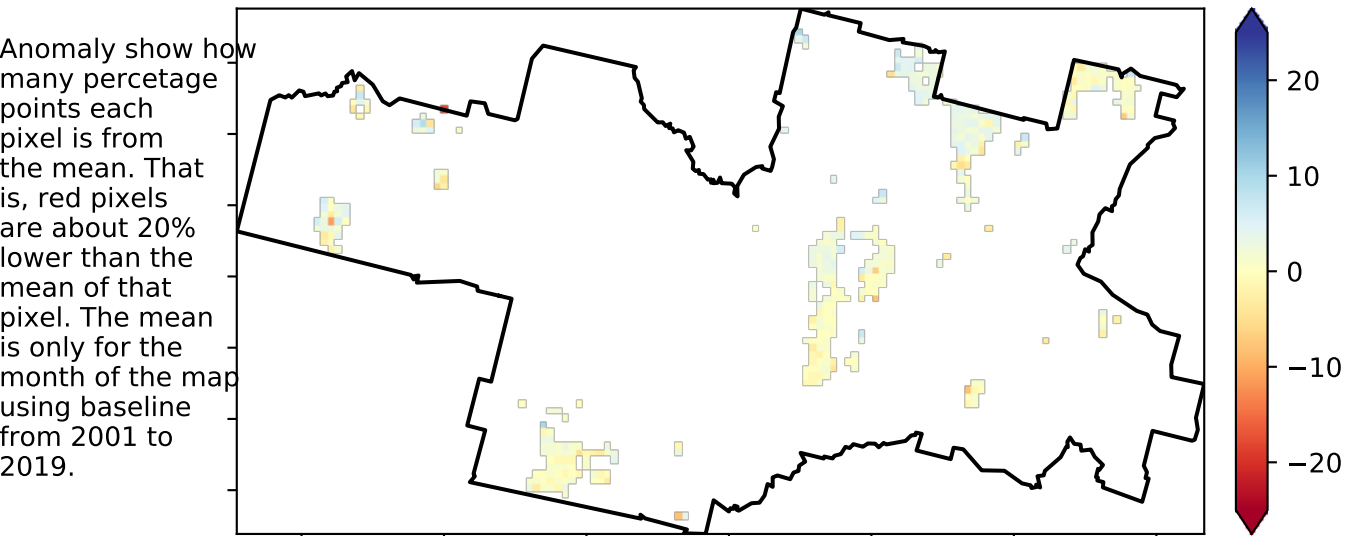 Anomaly show how
many percetage
points each
pixel is from
the mean. That
is, red pixels
are about 20%
lower than the
mean of that
pixel. The mean
is only for the
month of the map
using baseline
from 2001 to
2019.
20
10
0
−10
−20